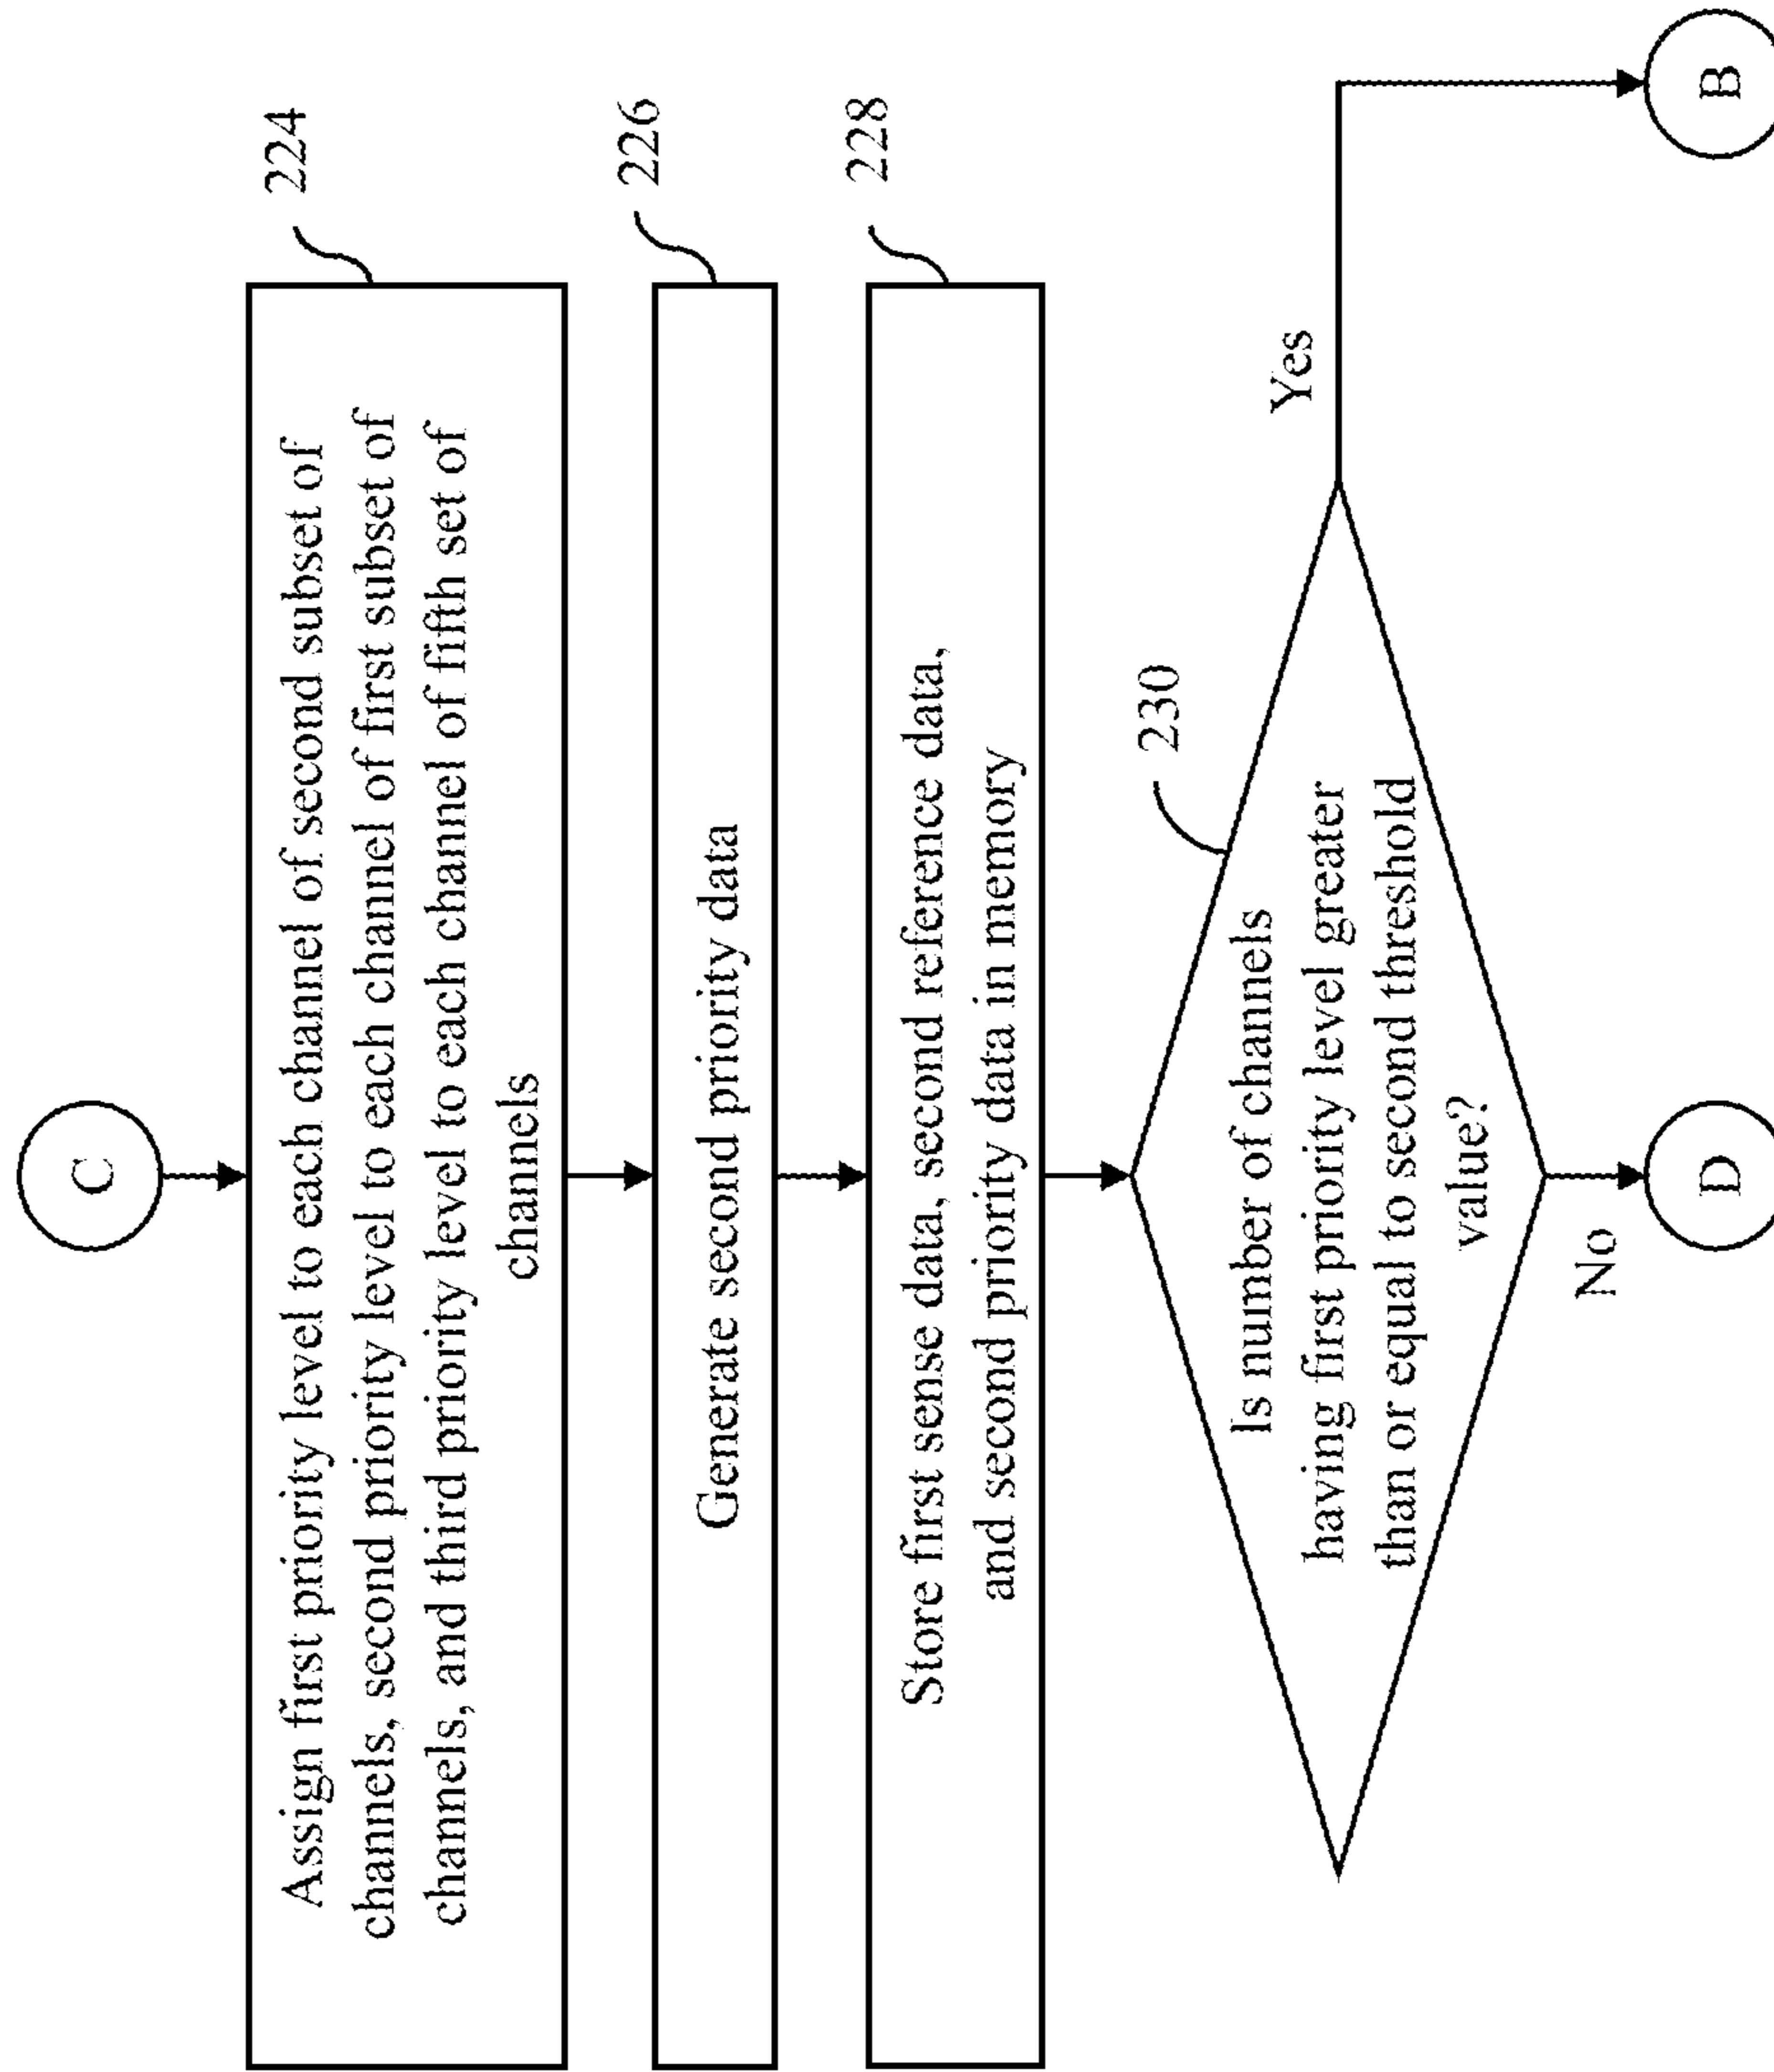 C
224
Assign first priority level to each channel of second subset of
channels, second priority level to each channel of first subset of
channels, and third priority level to each channel of fifth set of
channels
226
Generate second priority data
228
Store first sense data, second reference data,
and second priority data in memory
230
Is number of channels
having first priority level greater
than or equal to second threshold
value?
Yes
No
D
B